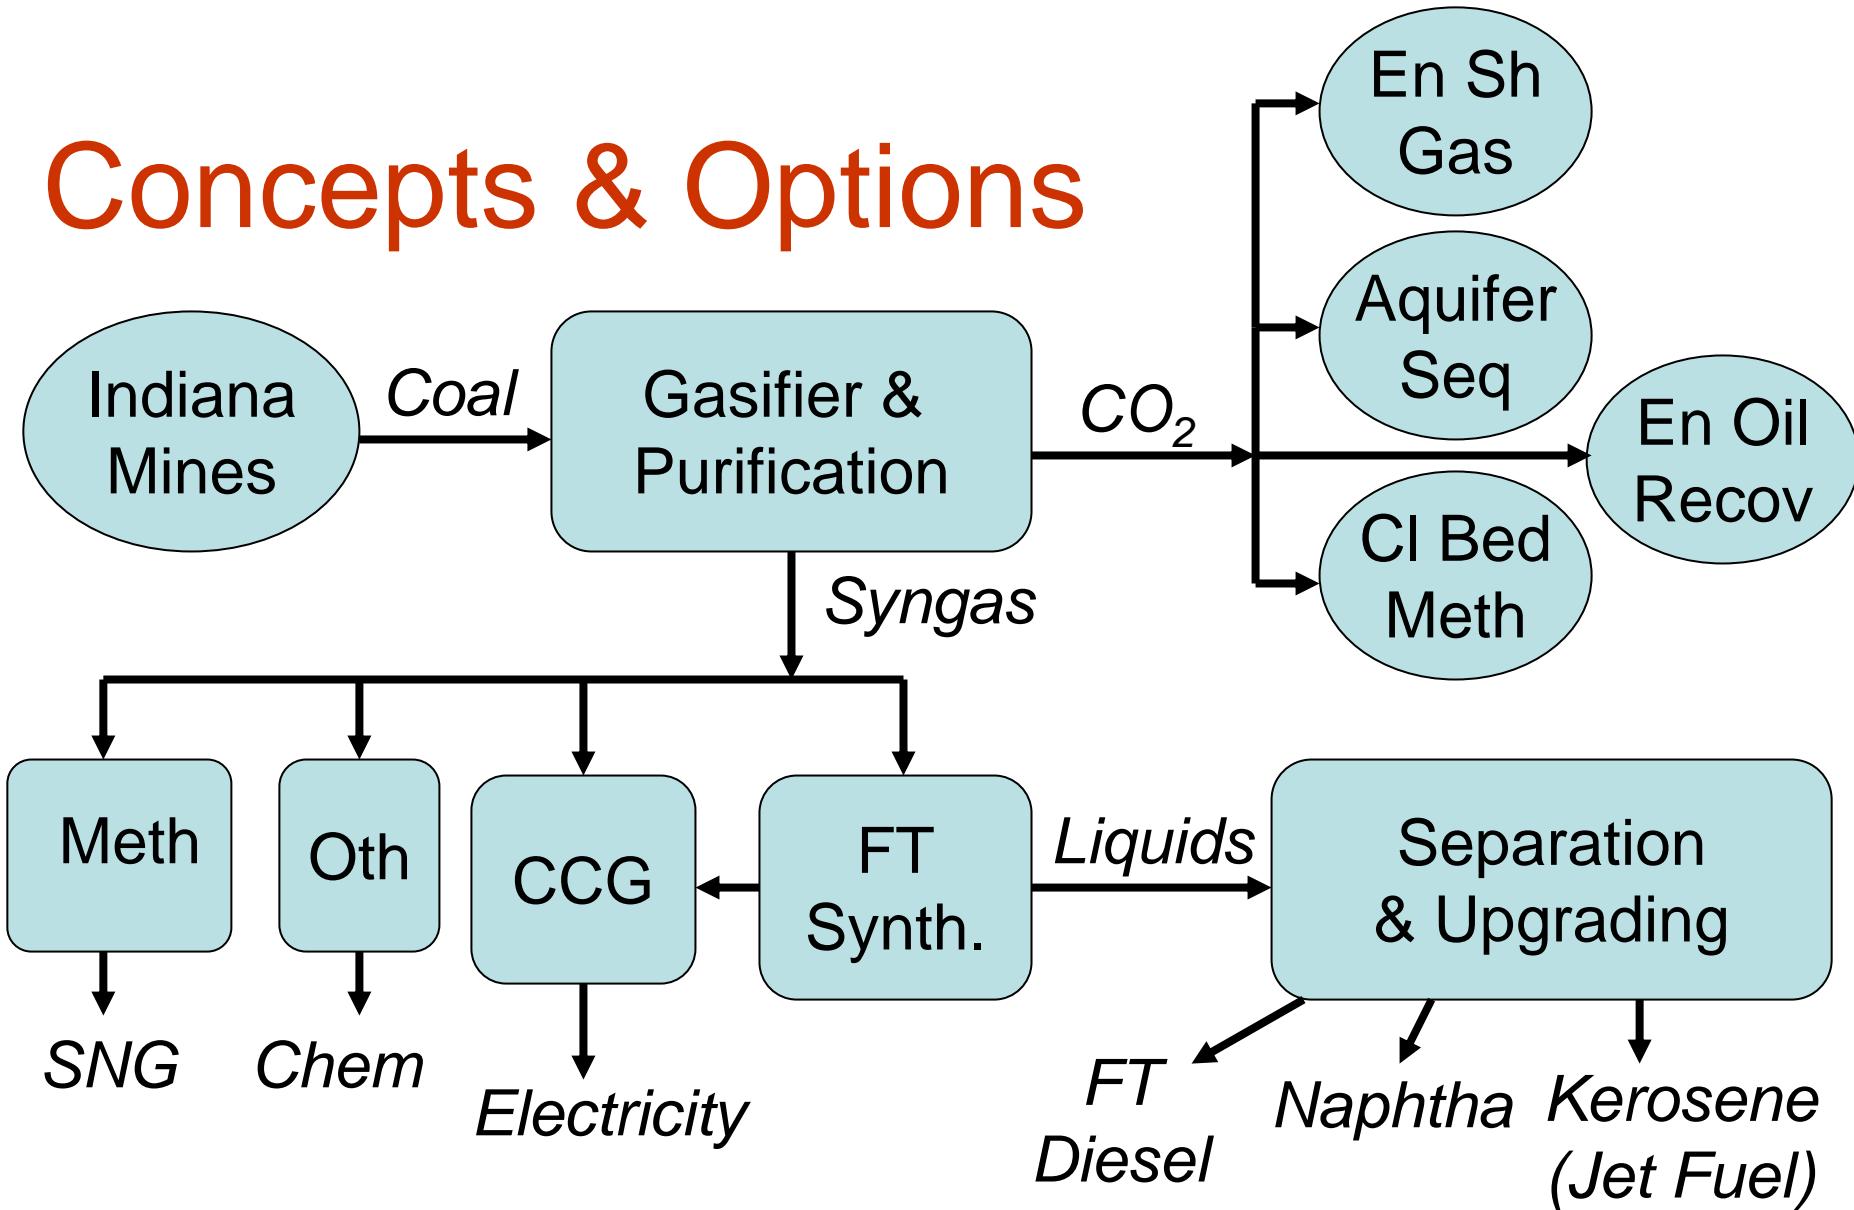 Concepts & Options
En Sh
Gas
Aquifer
Seq
Indiana
Mines
Coal
Gasifier &
Purification
CO₂
En Oil
Recov
Cl Bed
Meth
Syngas
Meth
Oth
CCG
FT
Synth.
Liquids
Separation
& Upgrading
SNG
Chem
Electricity
FT
Diesel
Naphtha
Kerosene
(Jet Fuel)